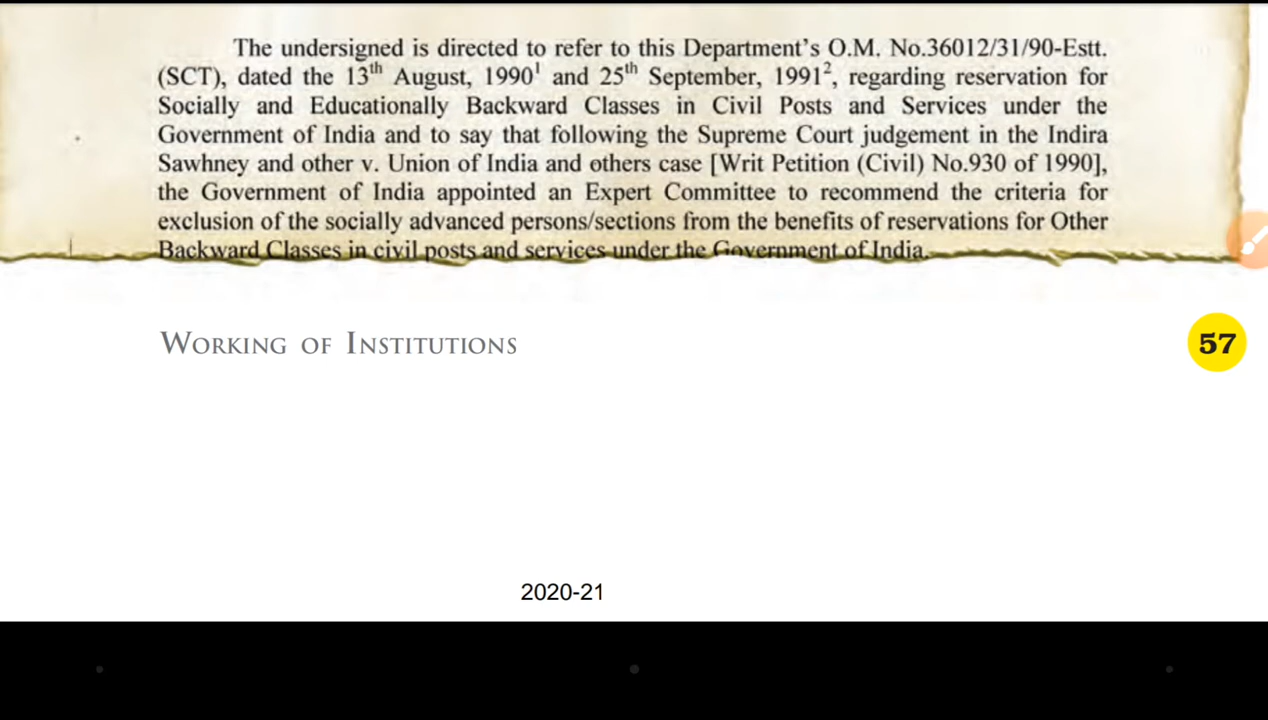 The undersigned is directed to refer to this Department's O.M. No.36012/31/90-Estt.
(SCT), dated the 13th August, 1990¹ and 25th September, 1991², regarding reservation for
Socially and Educationally Backward Classes in Civil Posts and Services under the
Government of India and to say that following the Supreme Court judgement in the Indira
Sawhney and other v. Union of India and others case [Writ Petition (Civil) No.930 of 1990],
the Government of India appointed an Expert Committee to recommend the criteria for
exclusion of the socially advanced persons/sections from the benefits of reservations for Other
Backward Classes in civil posts and services under the Government of India.
WORKING OF INSTITUTIONS
57
2020-21